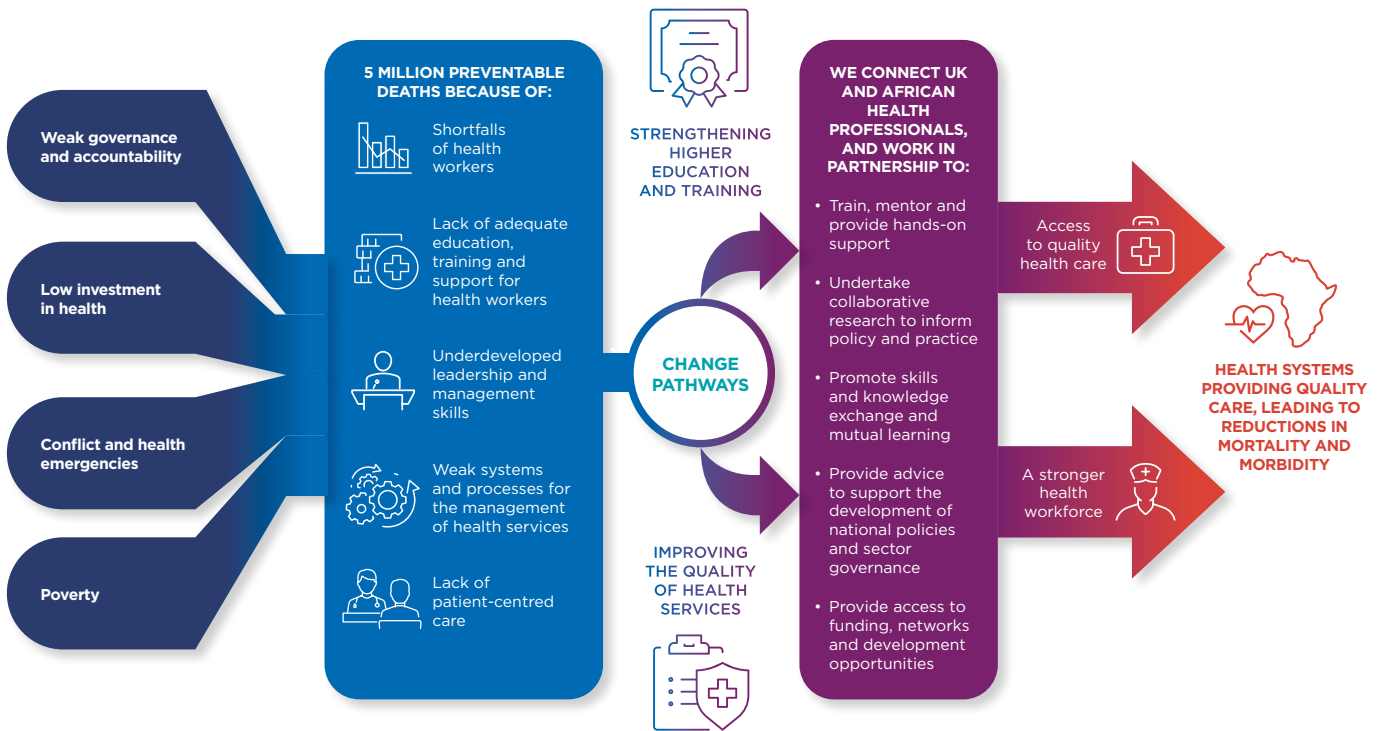 Weak governance
and accountability
Low investment
in health
Conflict and health
emergencies
Poverty
5 MILLION PREVENTABLE
DEATHS BECAUSE OF:
Shortfalls
of health
workers
Lack of adequate
education,
training and
support for
health workers
Underdeveloped
leadership and
management
skills
Weak systems
and processes for
the management
of health services
Lack of
patient-centred
care
STRENGTHENING
HIGHER
EDUCATION
AND TRAINING
CHANGE
PATHWAYS
IMPROVING
THE QUALITY
OF HEALTH
SERVICES
WE CONNECT UK
AND AFRICAN
HEALTH
PROFESSIONALS,
AND WORK IN
PARTNERSHIP TO:
• Train, mentor and
provide hands-on
support
• Undertake
collaborative
research to inform
policy and practice
• Promote skills
and knowledge
exchange and
mutual learning
• Provide advice
to support the
development of
national policies
and sector
governance
• Provide access to
funding, networks
and development
opportunities
Access
to quality
health care
A stronger
health
workforce
HEALTH SYSTEMS
PROVIDING QUALITY
CARE, LEADING TO
REDUCTIONS IN
MORTALITY AND
MORBIDITY